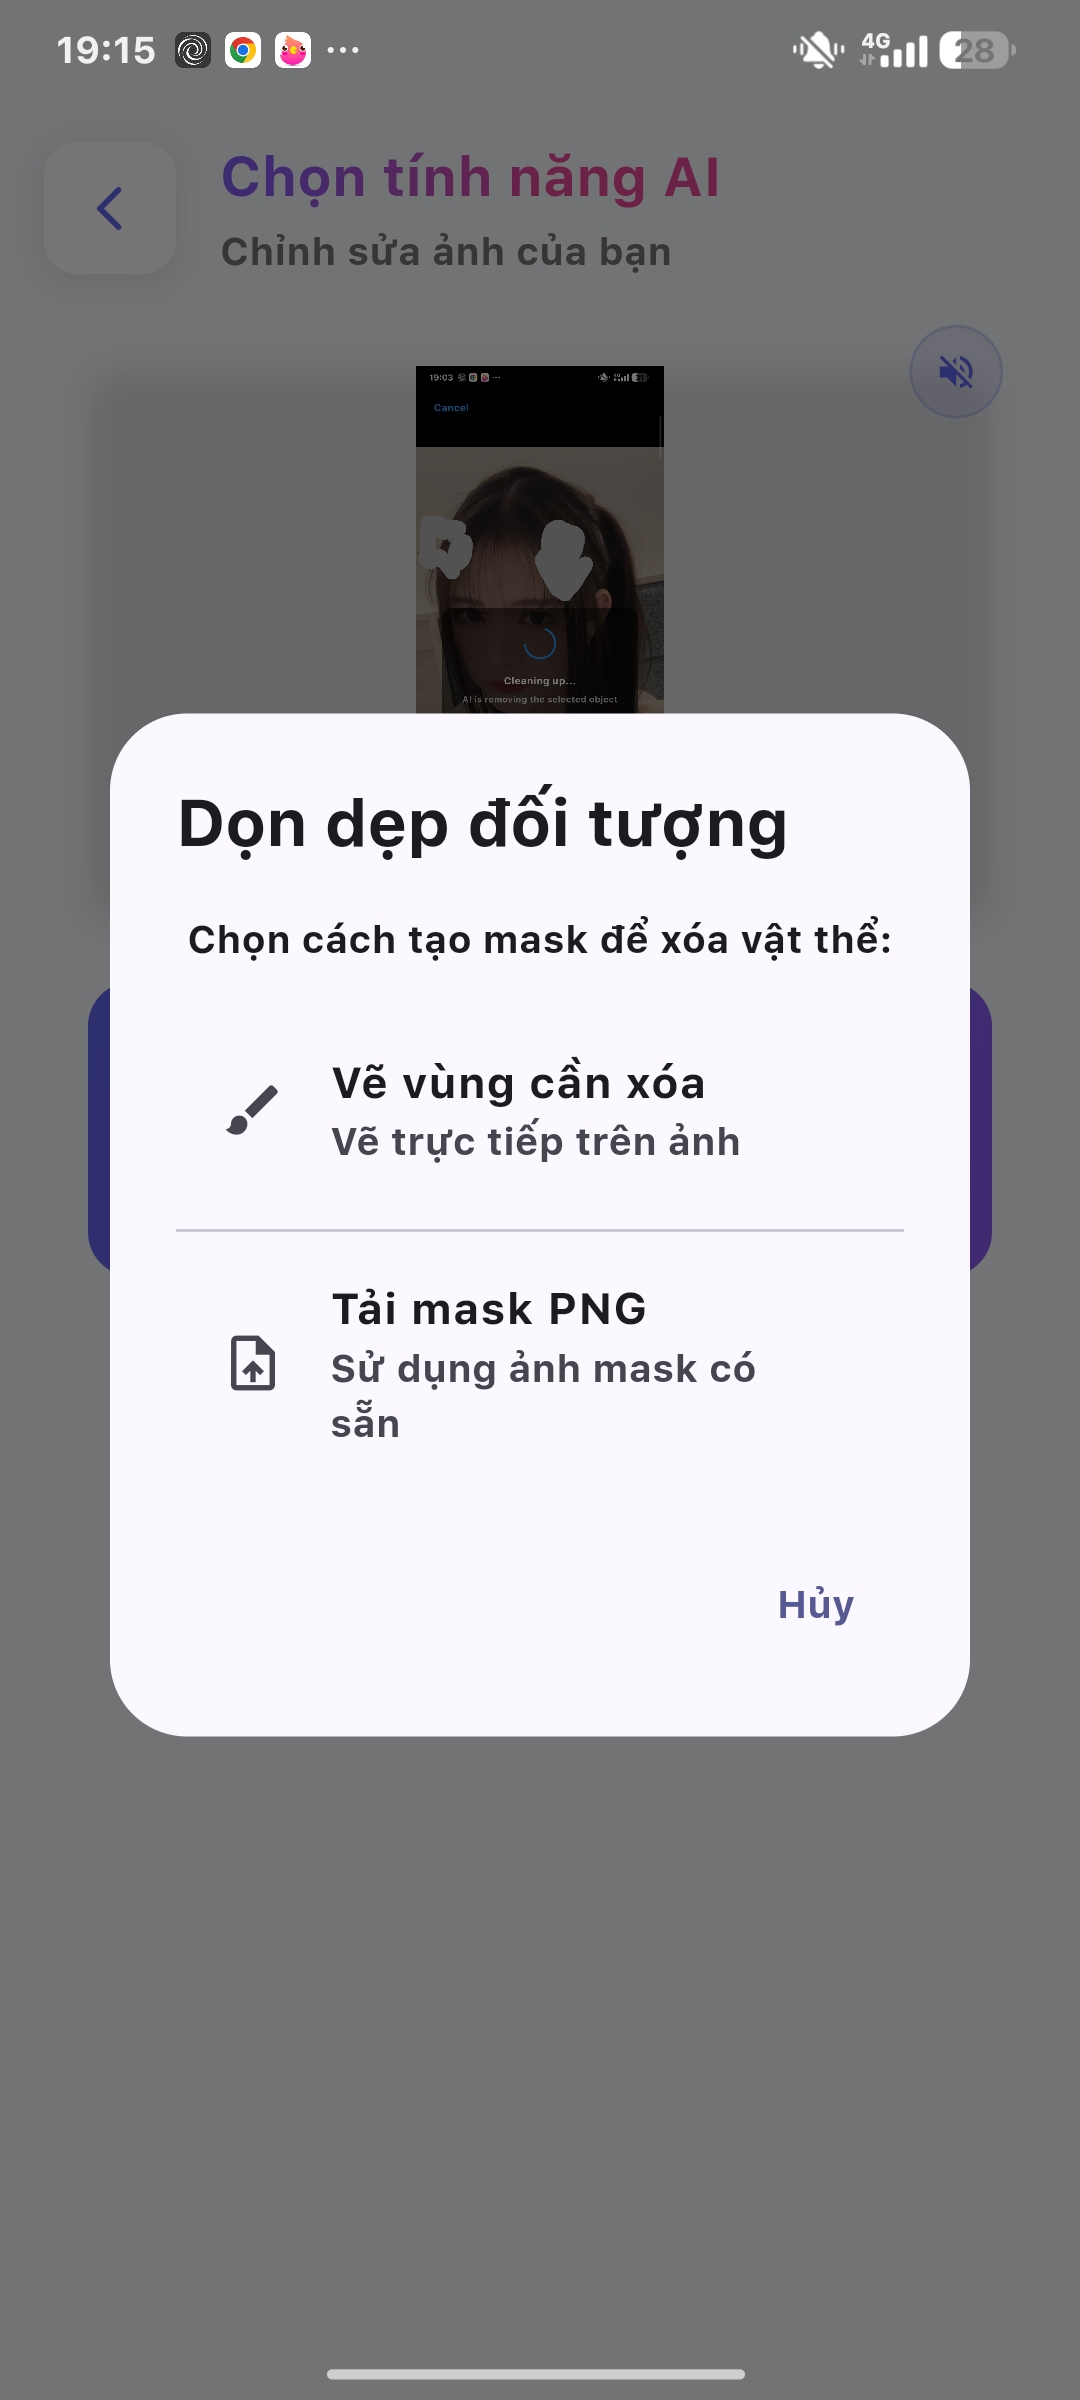 19:15
4G
28
Chọn tính năng AI
Chỉnh sửa ảnh của bạn
19:03
Cancel
Cleaning up...
AI is removing the selected object
Dọn dẹp đối tượng
Chọn cách tạo mask để xóa vật thể:
Vẽ vùng cần xóa
Vẽ trực tiếp trên ảnh
Tải mask PNG
Sử dụng ảnh mask có
sẵn
Hủy